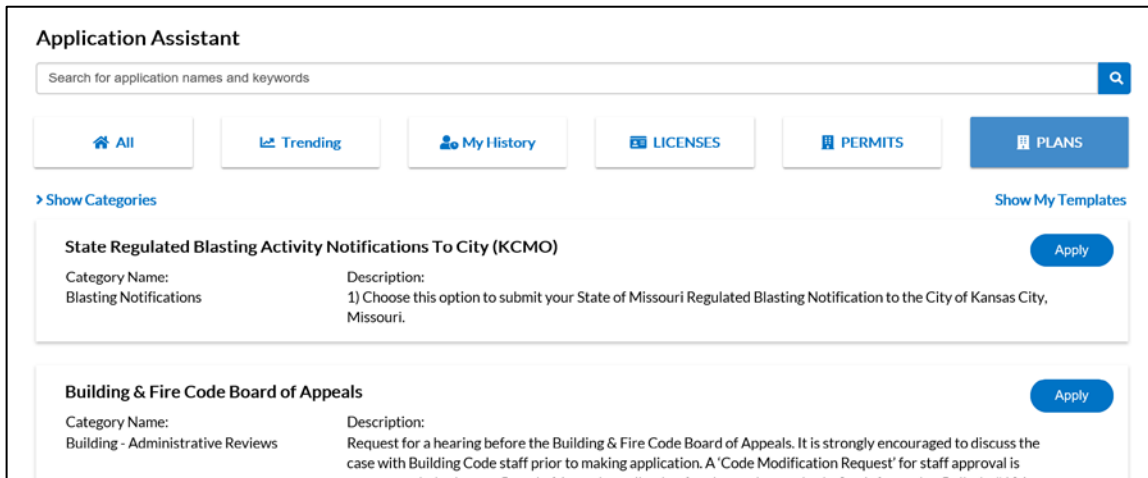 Application Assistant
Search for application names and keywords
All
Trending
My History
LICENSES
PERMITS
PLANS
Show Categories
Show My Templates
State Regulated Blasting Activity Notifications To City (KCMO)
Apply
Category Name:
Description:
Blasting Notifications
1) Choose this option to submit your State of Missouri Regulated Blasting Notification to the City of Kansas City,
Missouri.
Building & Fire Code Board of Appeals
Apply
Category Name:
Description:
Building - Administrative Reviews
Request for a hearing before the Building & Fire Code Board of Appeals. It is strongly encouraged to discuss the
case with Building Code staff prior to making application. A 'Code Modification Request' for staff approval is